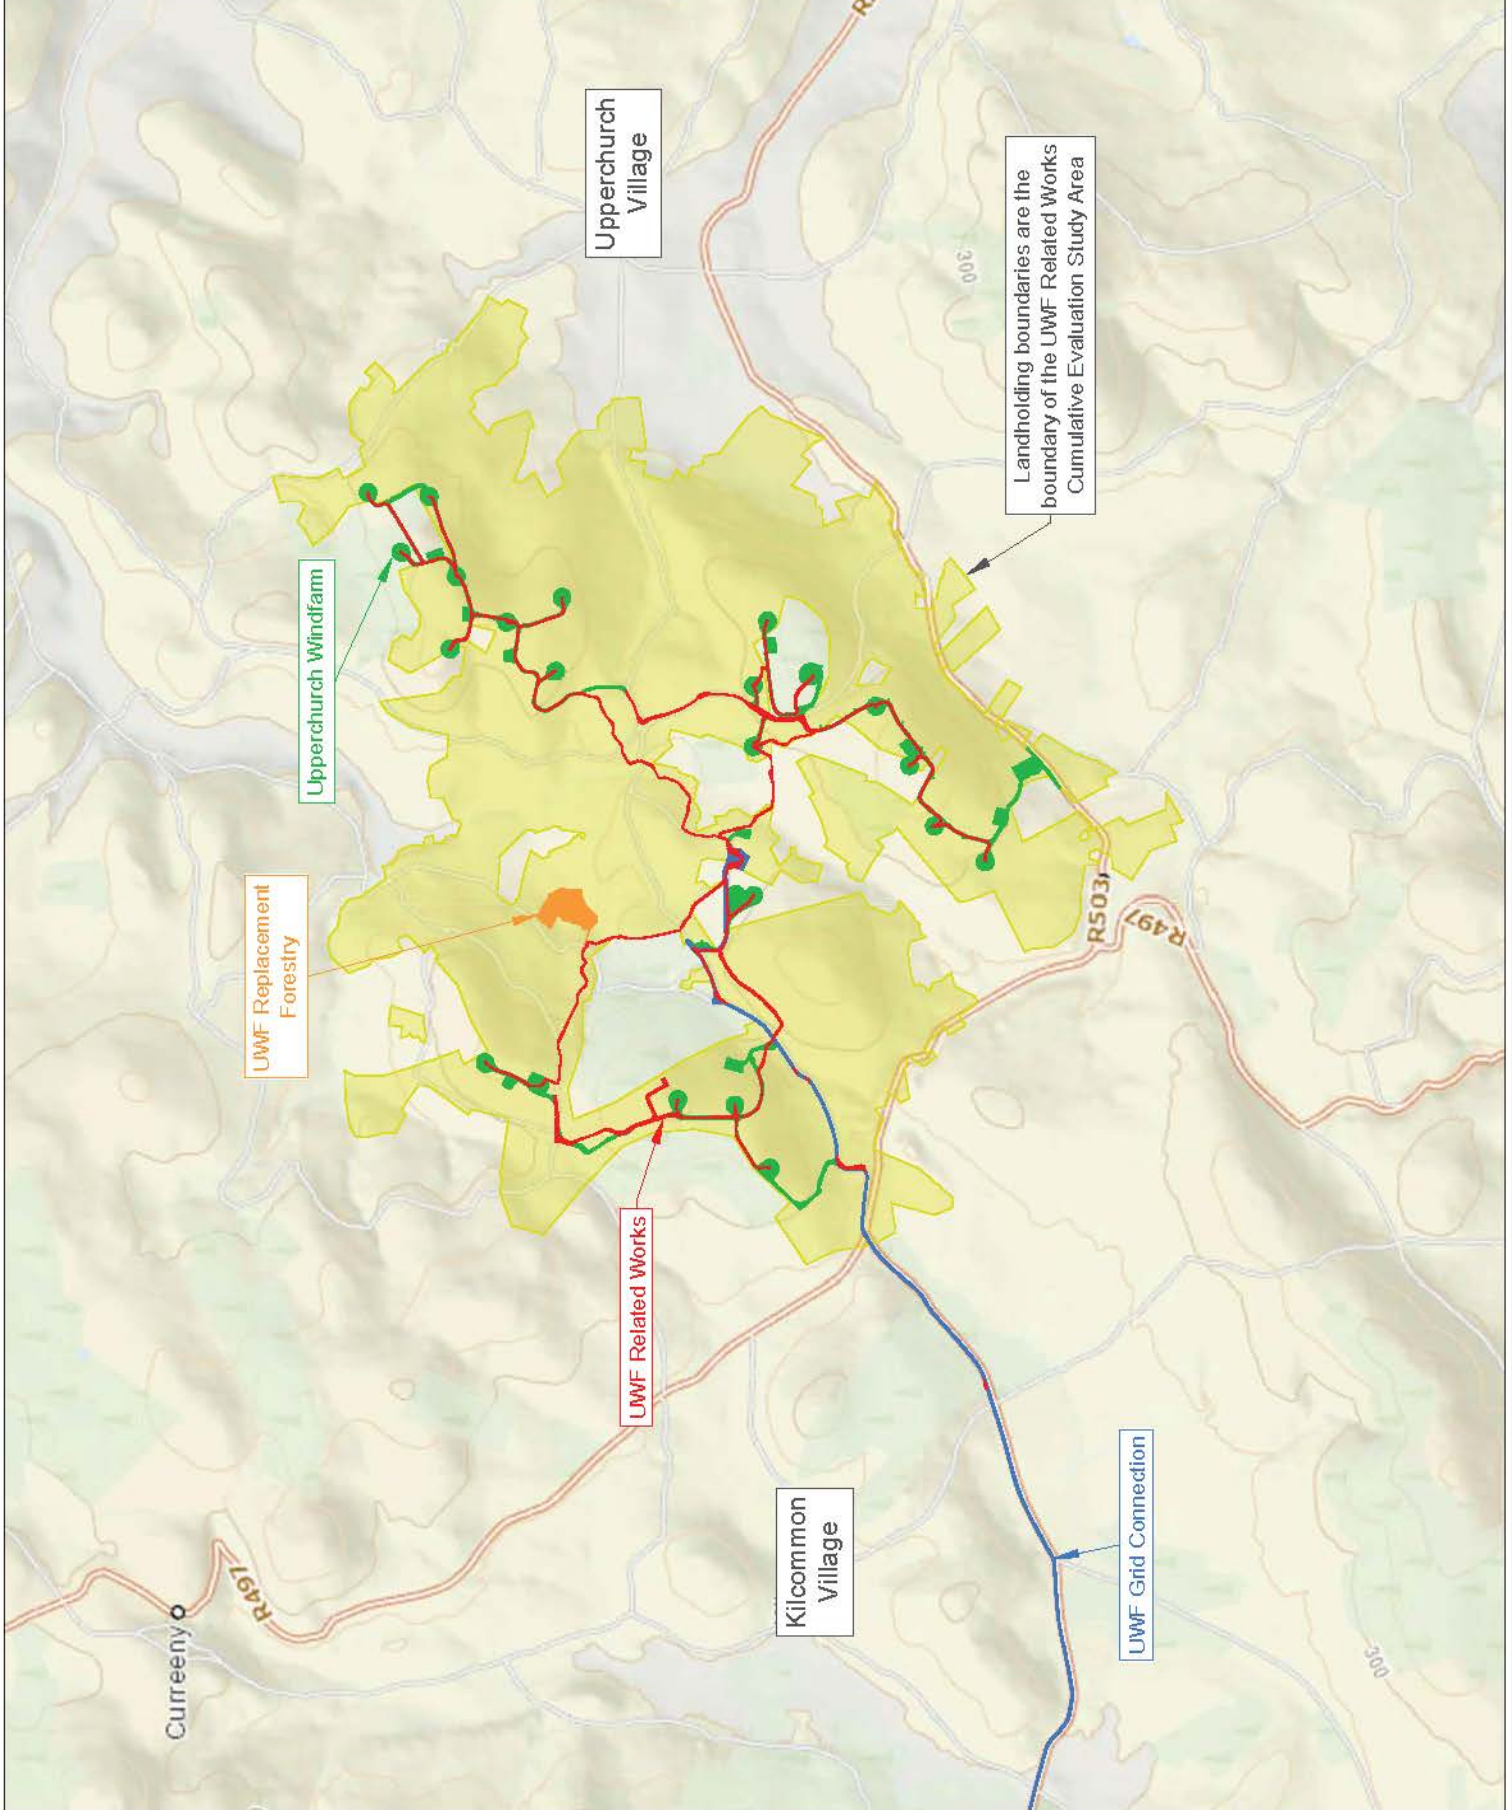 Curreeny
R497
UWF Replacement
Forestry
Upperchurch Windfarm
UWF Related Works
Upperchurch
Village
Kilcommon
Village
R
300
Landholding boundaries are the
boundary of the UWF Related Works
Cumulative Evaluation Study Area
R503
UWF Grid Connection
R497
300